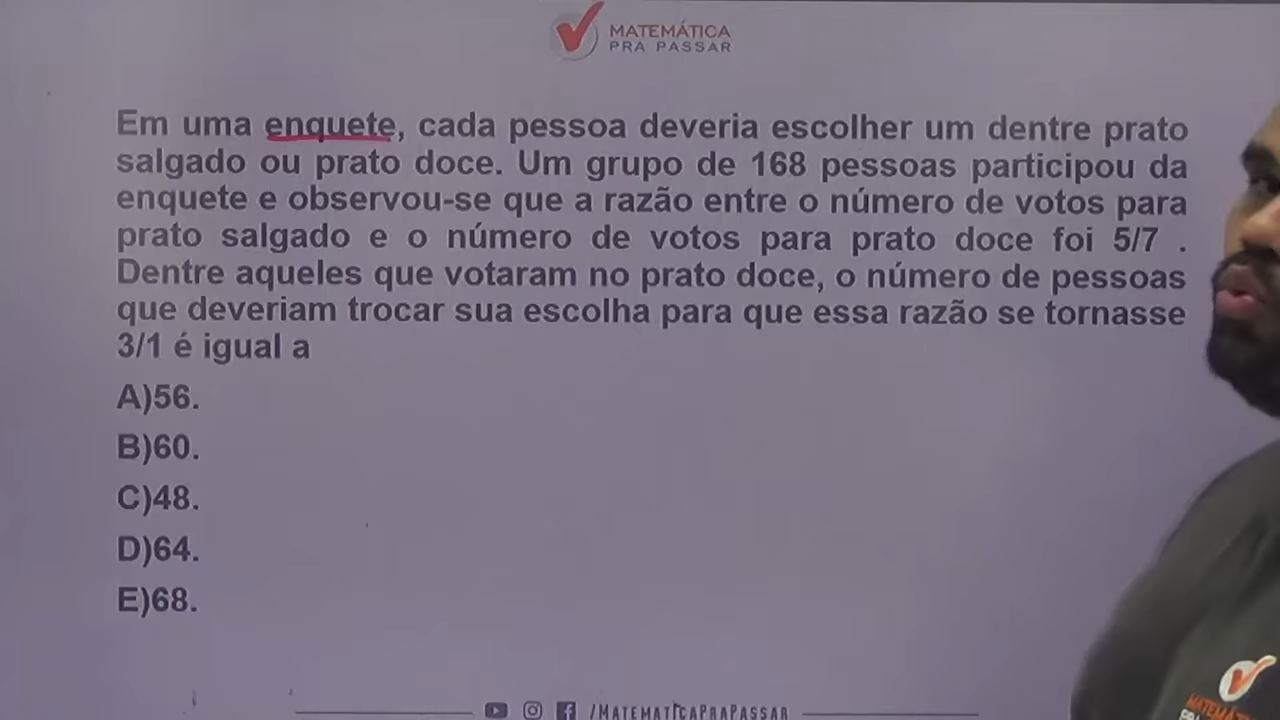 MATEMÁTICA
PRA PASSAR
Em uma enquete, cada pessoa deveria escolher um dentre prato
salgado ou prato doce. Um grupo de 168 pessoas participou da
enquete e observou-se que a razão entre o número de votos para
prato salgado e o número de votos para prato doce foi 5/7 .
Dentre aqueles que votaram no prato doce, o número de pessoas
que deveriam trocar sua escolha para que essa razão se tornasse
3/1 é igual a
A)56.
B)60.
C)48.
D)64.
E)68.
/MATEMATICAPRAPASSAR